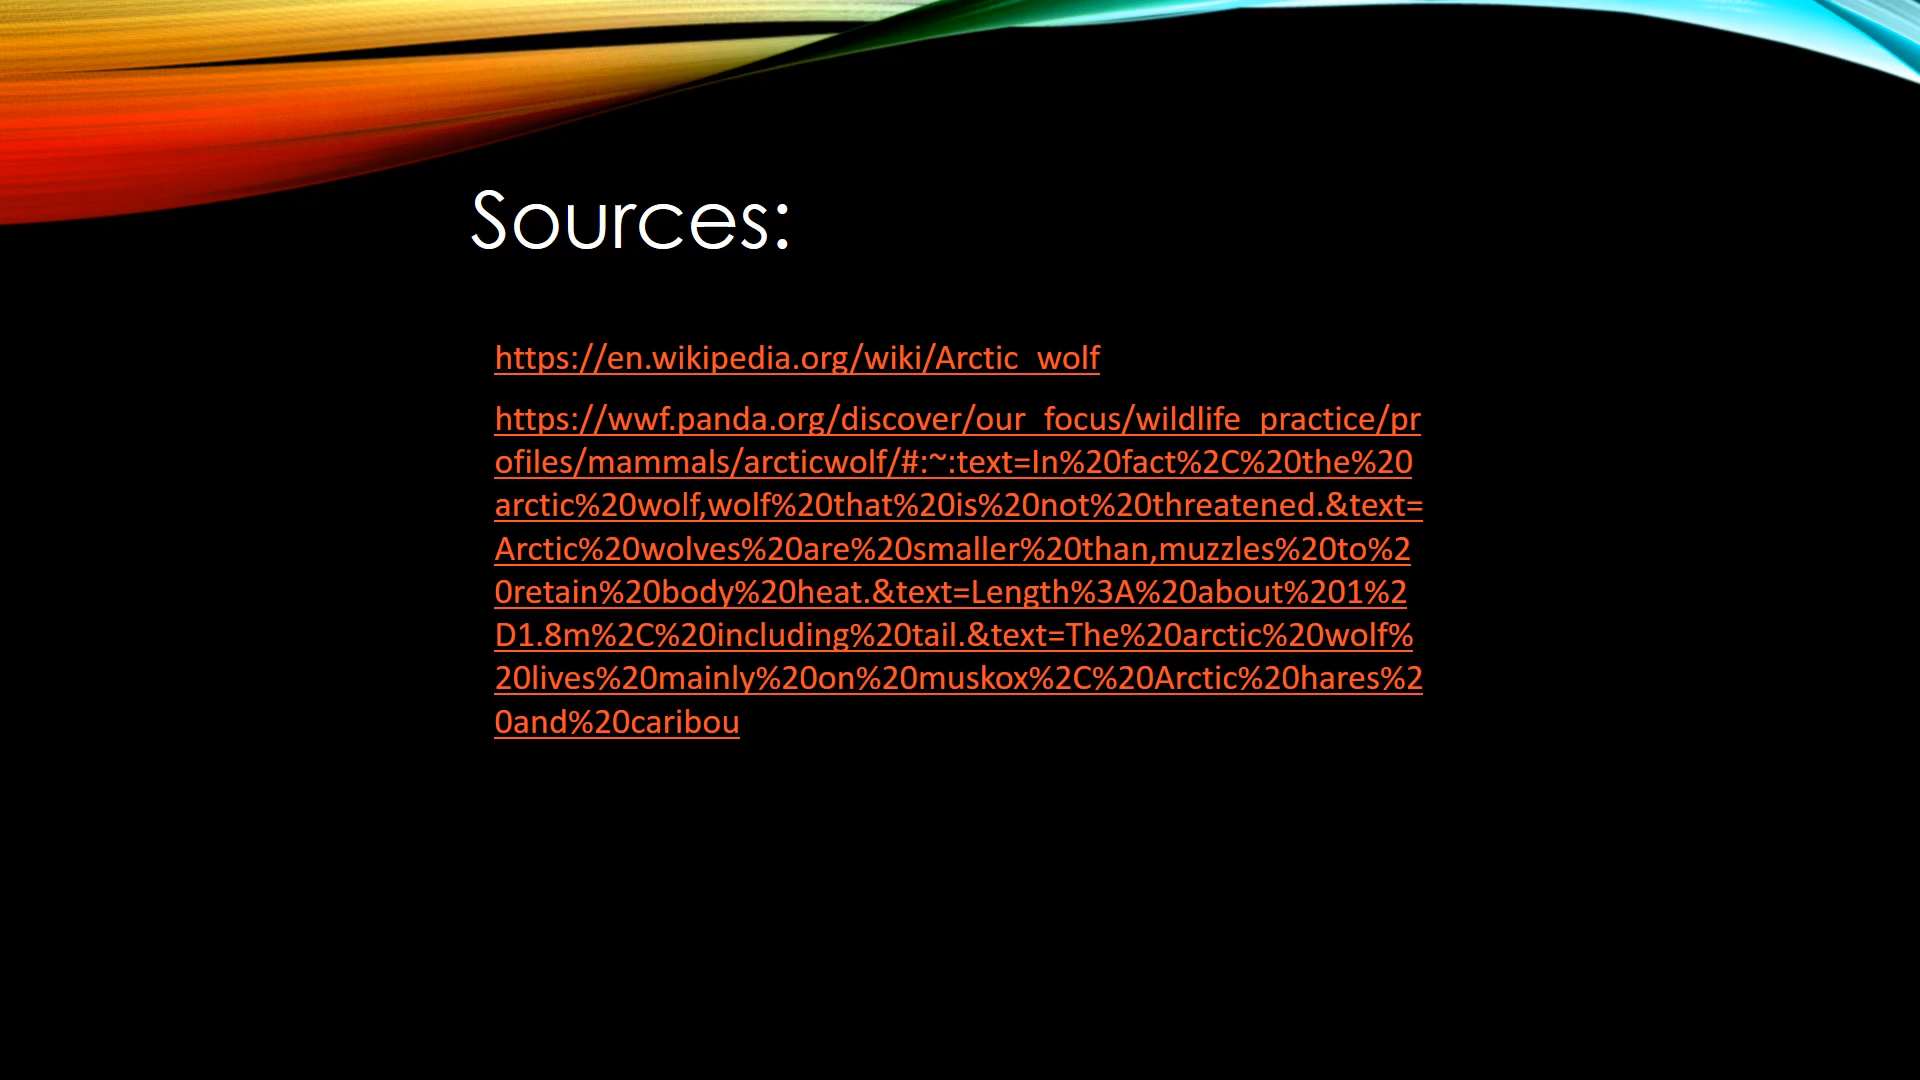 Sources:
https://en.wikipedia.org/wiki/Arctic_wolf
https://wwf.panda.org/discover/our_focus/wildlife_practice/pr
ofiles/mammals/arcticwolf/#:~:text=In%20fact%2C%20the%20
arctic%20wolf,wolf%20that%20is%20not%20threatened.&text=
Arctic%20wolves%20are%20smaller%20than,muzzles%20to%2
0retain%20body%20heat.&text=Length%3A%20about%201%2
D1.8m%2C%20including%20tail.&text=The%20arctic%20wolf%
20lives%20mainly%20on%20muskox%2C%20Arctic%20hares%2
0and%20caribou